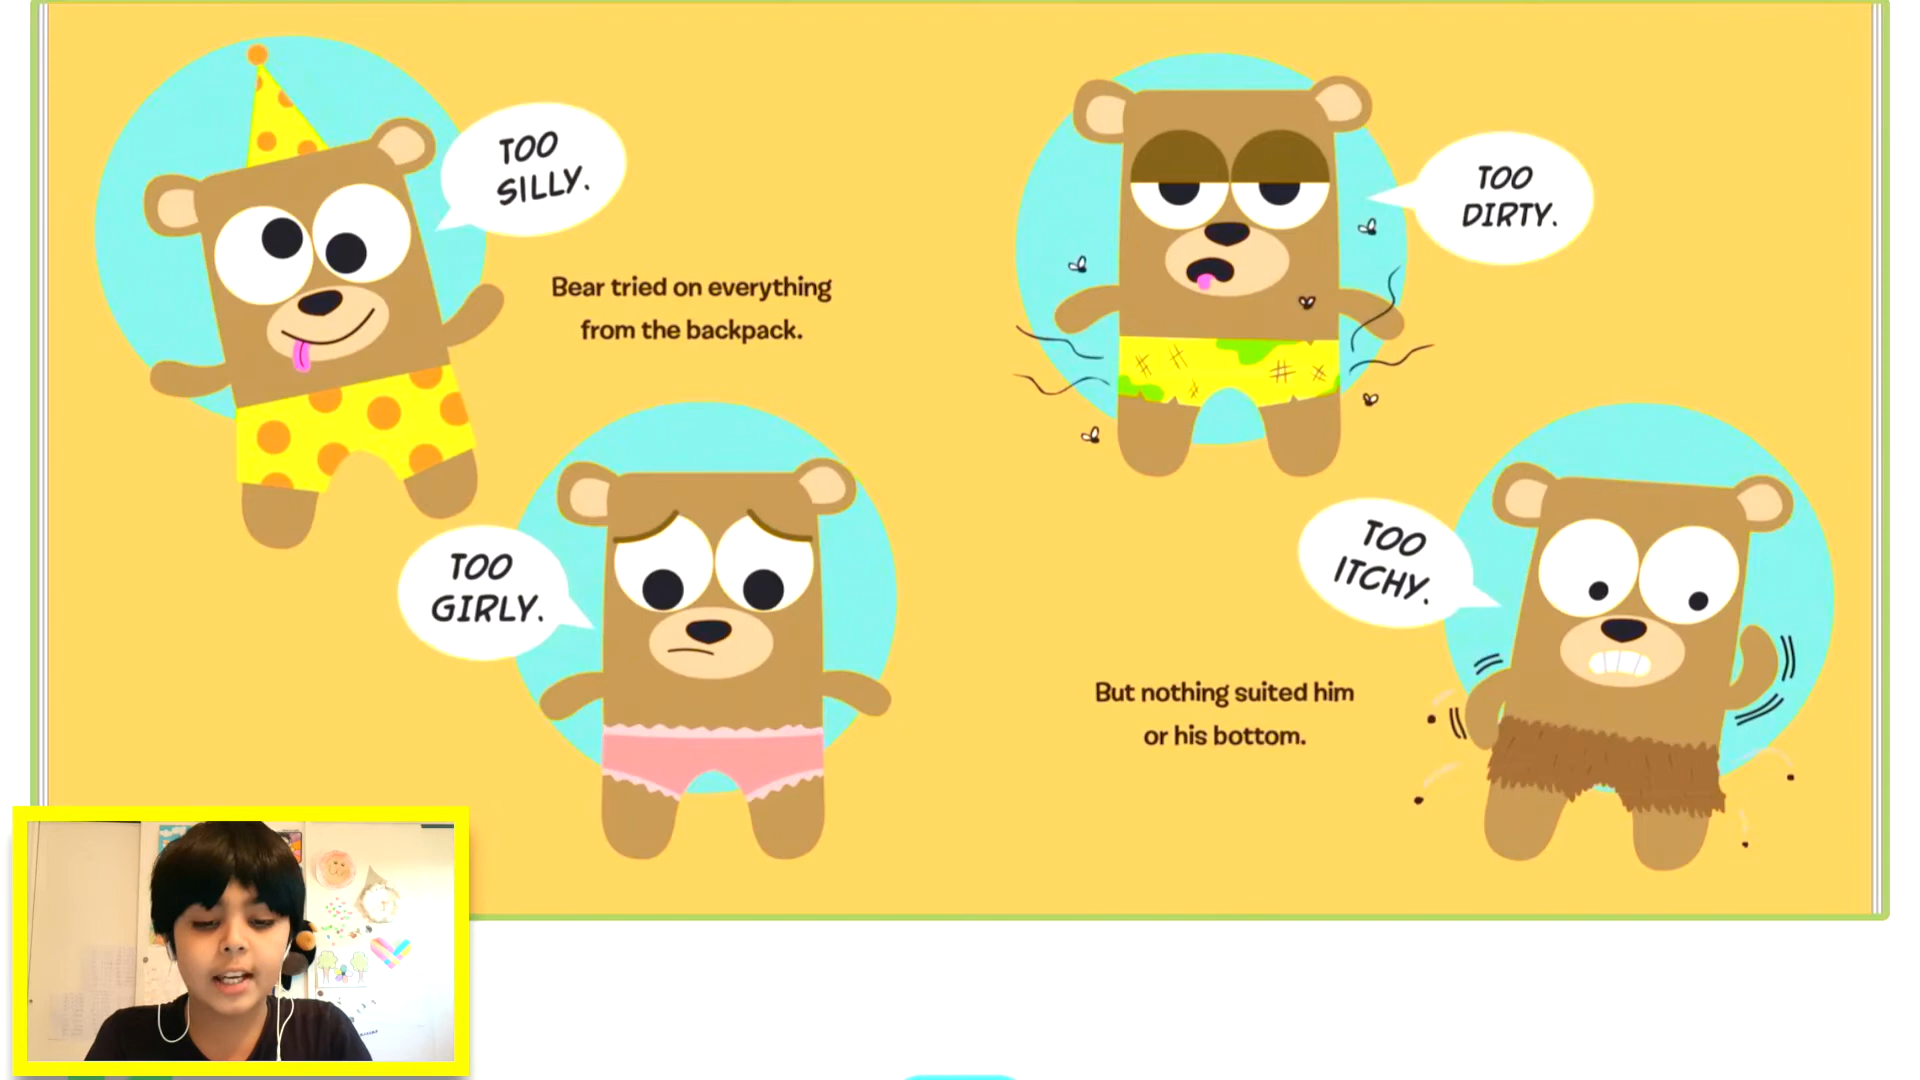 TOO
SILLY.
Bear tried on everything
from the backpack.
TOO
GIRLY.
TOO
DIRTY.
TOO
ITCHY.
But nothing suited him
or his bottom.